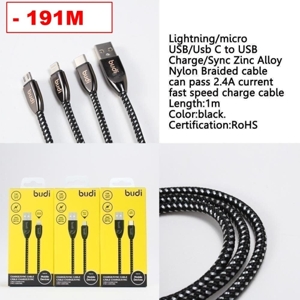 - 191M
Lightning/micro
USB/Usb C to USB
Charge/Sync Zinc Alloy
Nylon Braided cable
can pass 2.4A current
fast speed charge cable
Length:1m
Color:black.
Certification:RoHS
budi
budi
budi
budi
budi
budi